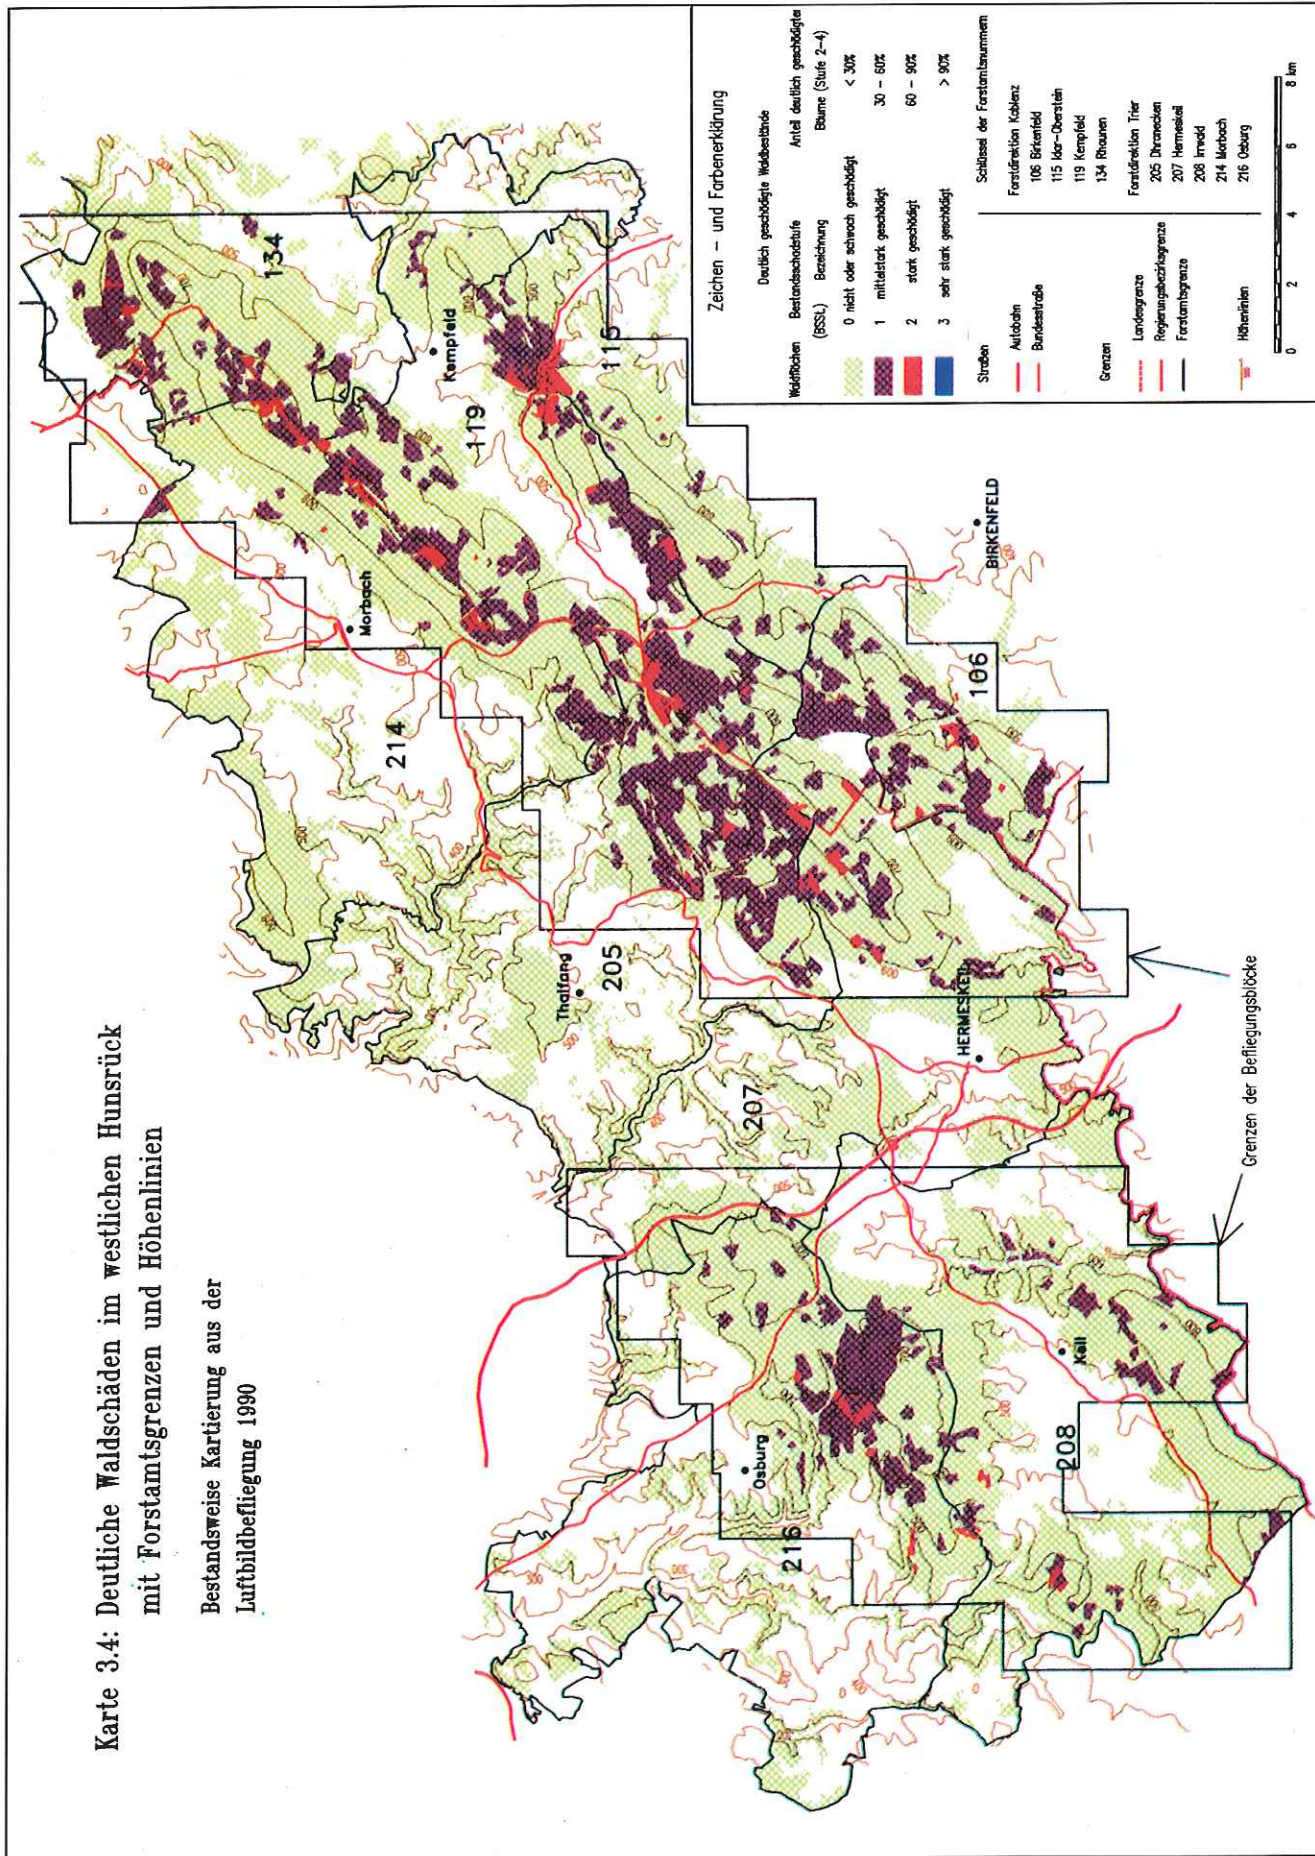 Karte 3.4: Deutliche Waldschäden im westlichen Hunsrück
mit Forstamtsgrenzen und Höhenlinien
Bestandsweise Kartierung aus der
Luftbildbefliegung 1990
134
Kempfeld
119
115
Morbach
214
BIRKENFELD
106
Thalfang
205
HERMESKEIL
207
Osburg
216
Kell
208
Grenzen der Befliegungsblöcke
Zeichen - und Farbenerklärung
Deutlich geschädigte Waldbestände
Waldflächen Bestandsschadstufe Anteil deutlich geschädigter
(BSSt.) Bezeichnung Bäume (Stufe 2-4)
0 nicht oder schwach geschädigt < 30%
1 mittelstark geschädigt 30 - 60%
2 stark geschädigt 60 - 90%
3 sehr stark geschädigt > 90%
Straßen
Autobahn
Bundesstraße
Grenzen
Landesgrenze
Regierungsbezirksgrenze
Forstamtsgrenze
Höhenlinien
Schlüssel der Forstamtsnummern
Forstdirektion Koblenz
106 Birkenfeld
115 Idar-Oberstein
119 Kempfeld
134 Rhaunen
Forstdirektion Trier
205 Dhronecken
207 Hermeskeil
208 Irrwald
214 Morbach
216 Osburg
0 2 4 6 8 km